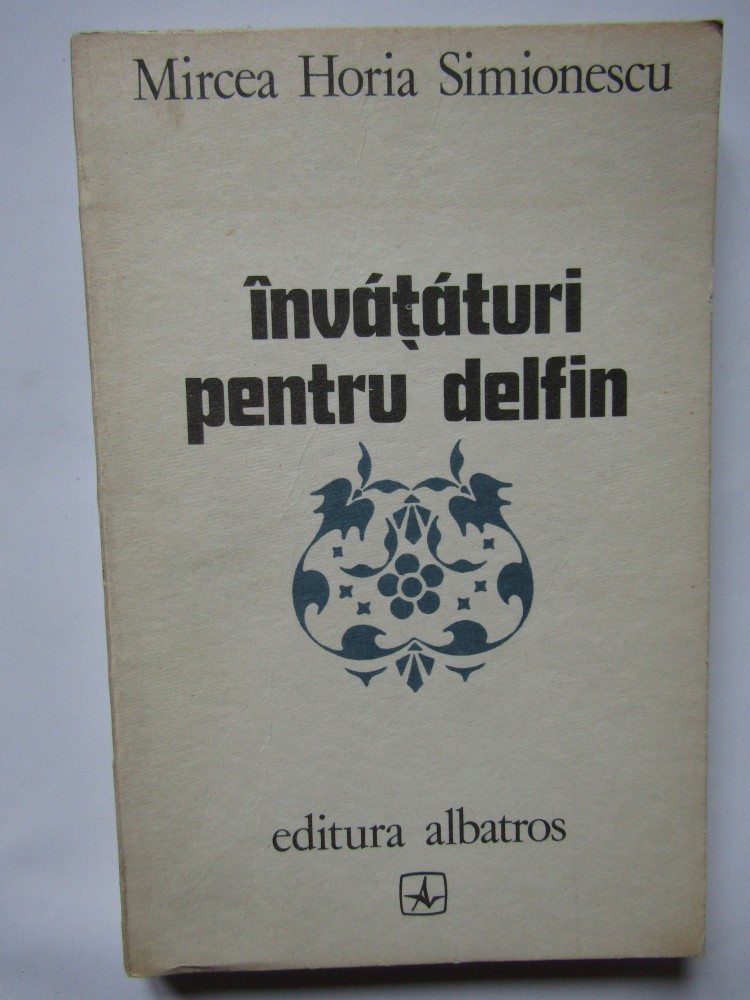 Mircea Horia Simionescu
învățături
pentru delfin
editura albatros